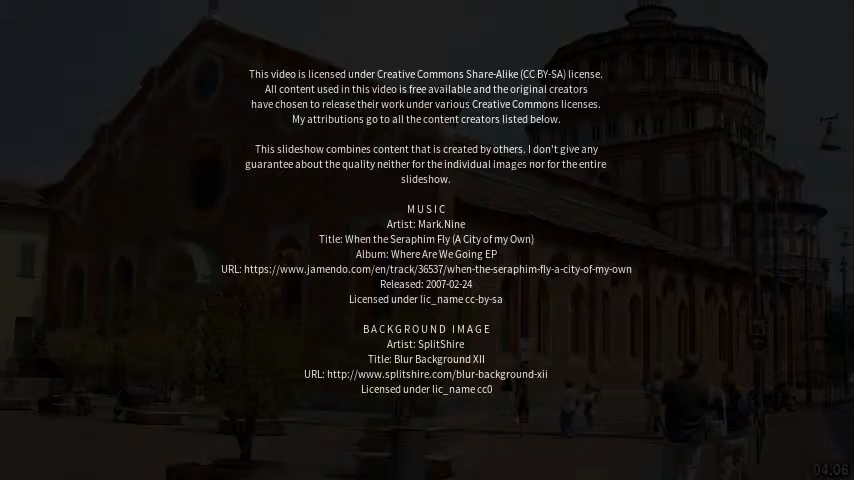 This video is licensed under Creative Commons Share-Alike (CC BY-SA) license.
All content used in this video is free available and the original creators
have chosen to release their work under various Creative Commons licenses.
My attributions go to all the content creators listed below.
This slideshow combines content that is created by others. I don't give any
guarantee about the quality neither for the individual images nor for the entire
slideshow.
MUSIC
Artist: Mark.Nine
Title: When the Seraphim Fly (A City of my Own)
Album: Where Are We Going EP
URL: https://www.jamendo.com/en/track/36537/when-the-seraphim-fly-a-city-of-my-own
Released: 2007-02-24
Licensed under lic_name cc-by-sa
BACKGROUND IMAGE
Artist: SplitShire
Title: Blur Background XII
URL: http://www.splitshire.com/blur-background-xii
Licensed under lic_name cc0
04:06